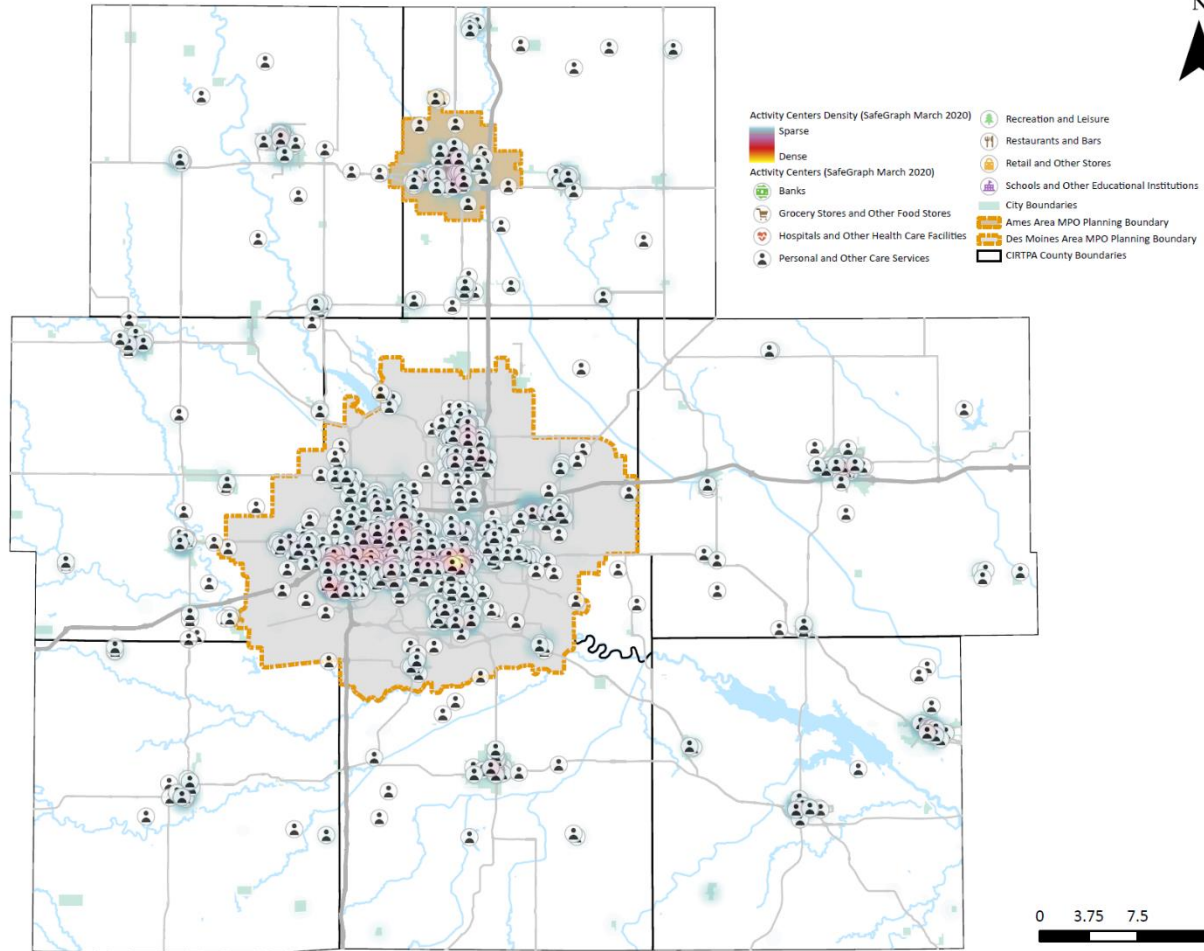 N
Activity Centers Density (SafeGraph March 2020)
Sparse
Dense
Activity Centers (SafeGraph March 2020)
Banks
Grocery Stores and Other Food Stores
Hospitals and Other Health Care Facilities
Personal and Other Care Services
Recreation and Leisure
Restaurants and Bars
Retail and Other Stores
Schools and Other Educational Institutions
City Boundaries
Ames Area MPO Planning Boundary
Des Moines Area MPO Planning Boundary
CIRTPA County Boundaries
0 3.75 7.5